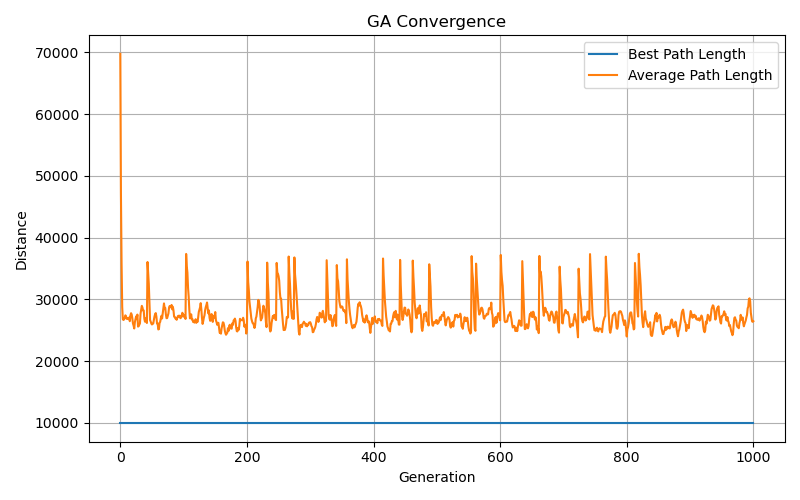 GA Convergence
Best Path Length
Average Path Length
70000
60000
50000
40000
30000
20000
10000
Distance
0
200
400
600
800
1000
Generation